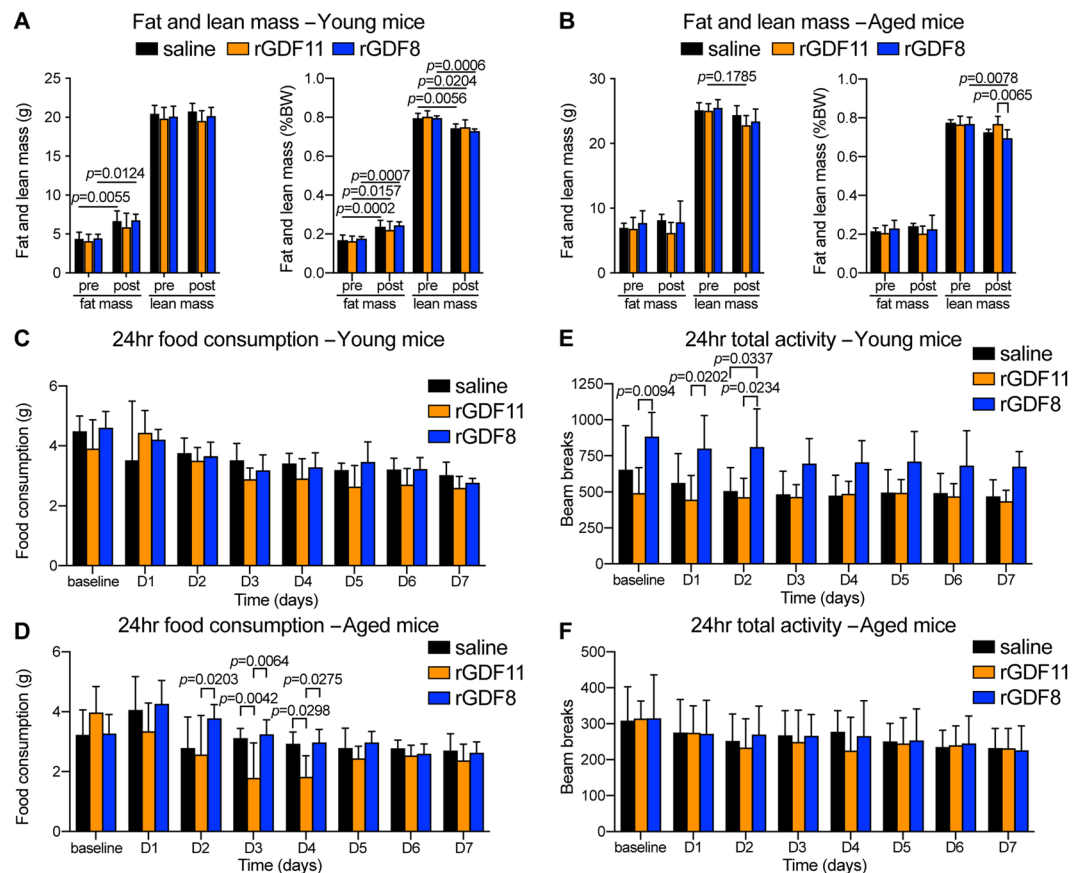 A
Fat and lean mass –Young mice
saline rGDF11 rGDF8
Fat and lean mass (g)
25
20
15
10
5
0
p=0.0124
p=0.0055
pre post pre post
fat mass lean mass
Fat and lean mass (%BW)
1.0
0.8
0.6
0.4
0.2
0.0
p=0.0006
p=0.0204
p=0.0056
p=0.0007
p=0.0157
p=0.0002
pre post pre post
fat mass lean mass
B
Fat and lean mass –Aged mice
saline rGDF11 rGDF8
Fat and lean mass (g)
30
20
10
0
p=0.1785
pre post pre post
fat mass lean mass
Fat and lean mass (%BW)
1.0
0.8
0.6
0.4
0.2
0.0
p=0.0078
p=0.0065
pre post pre post
fat mass lean mass
C
24hr food consumption –Young mice
saline
rGDF11
rGDF8
Food consumption (g)
6
4
2
0
baseline D1 D2 D3 D4 D5 D6 D7
Time (days)
E
24hr total activity –Young mice
saline
rGDF11
rGDF8
Beam breaks
1250
1000
750
500
250
0
p=0.0094
p=0.0202
p=0.0337
p=0.0234
baseline D1 D2 D3 D4 D5 D6 D7
Time (days)
D
24hr food consumption –Aged mice
saline
rGDF11
rGDF8
Food consumption (g)
6
4
2
0
p=0.0203
p=0.0064
p=0.0042
p=0.0275
p=0.0298
baseline D1 D2 D3 D4 D5 D6 D7
Time (days)
F
24hr total activity –Aged mice
saline
rGDF11
rGDF8
Beam breaks
500
400
300
200
100
0
baseline D1 D2 D3 D4 D5 D6 D7
Time (days)